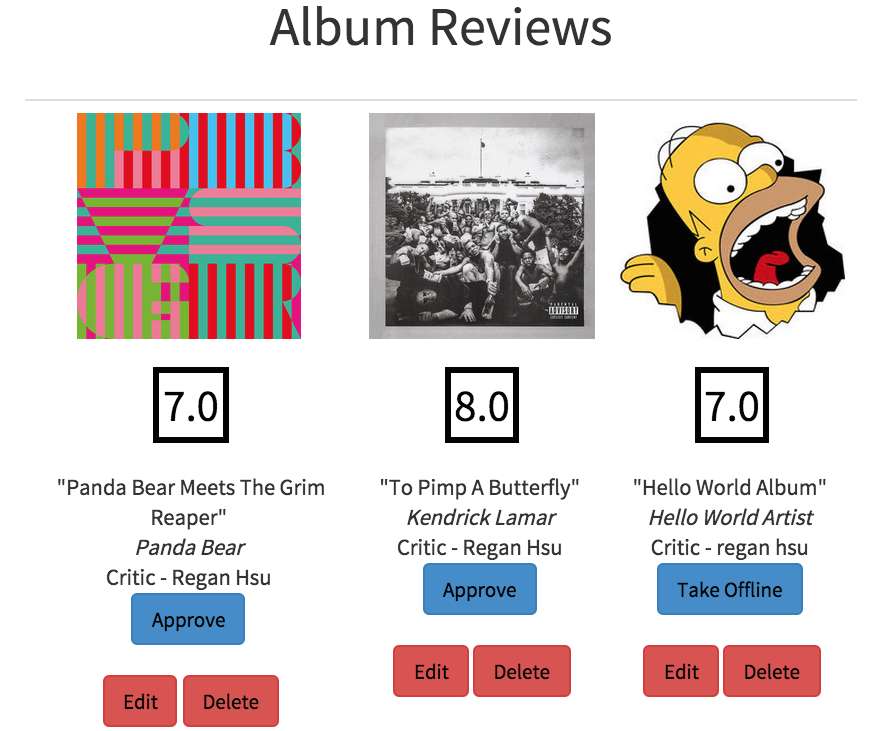 Album Reviews
PARENTAL
ADVISORY
EXPLICIT CONTENT
7.0
8.0
7.0
"Panda Bear Meets The Grim
Reaper"
Panda Bear
Critic - Regan Hsu
Approve
Edit
Delete
"To Pimp A Butterfly"
Kendrick Lamar
Critic - Regan Hsu
Approve
Edit
Delete
"Hello World Album"
Hello World Artist
Critic - regan hsu
Take Offline
Edit
Delete